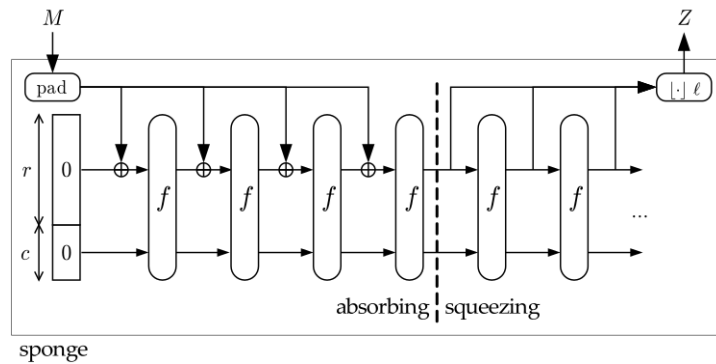 M Z
pad ⌊·⌋ ℓ
r 0 f f f f f f
c 0 ...
absorbing squeezing
sponge